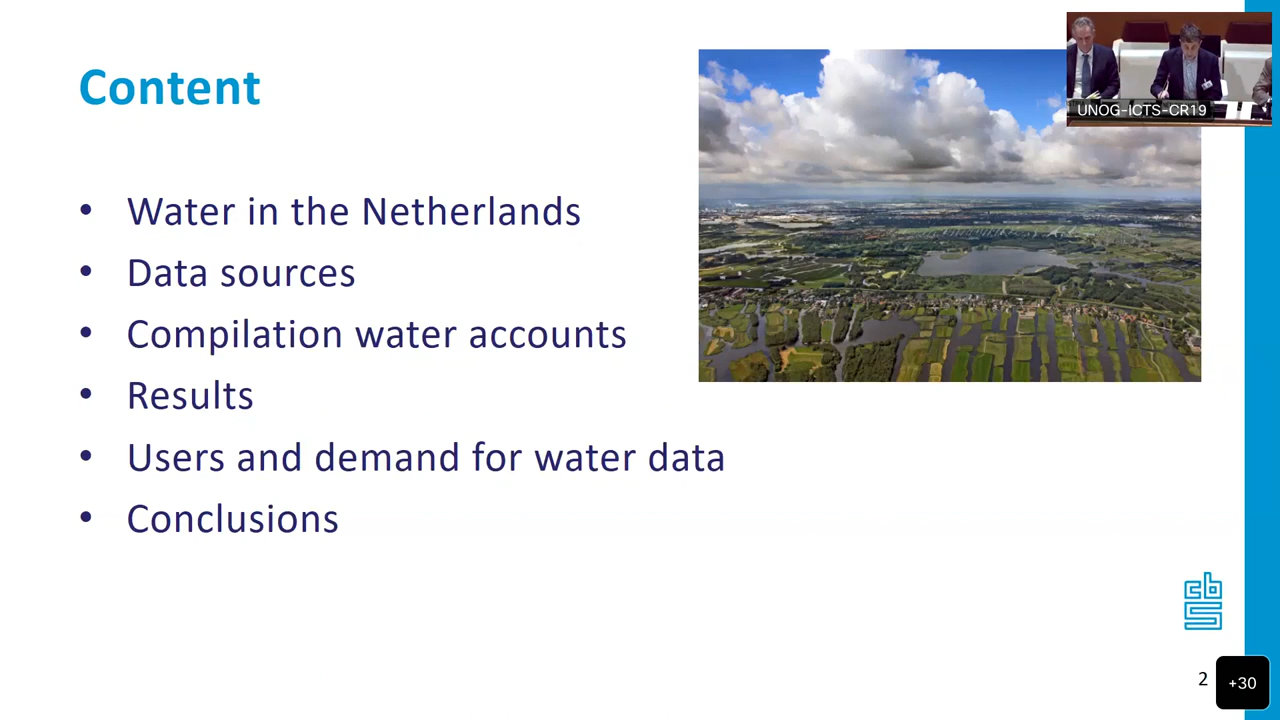 Content
UNOG-ICTS-CR19
• Water in the Netherlands
• Data sources
• Compilation water accounts
• Results
• Users and demand for water data
• Conclusions
cbs
2
+30